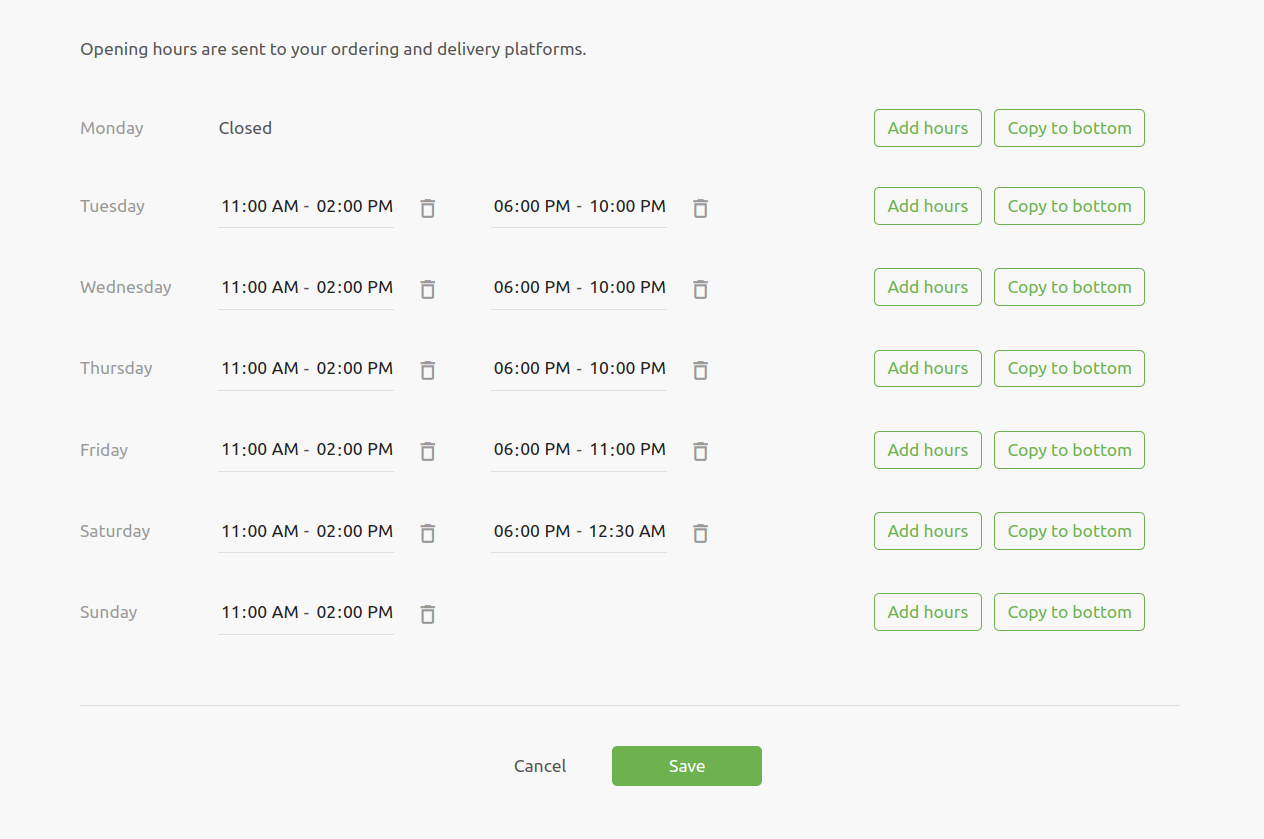 Opening hours are sent to your ordering and delivery platforms.
Monday Closed Add hours Copy to bottom
Tuesday 11:00 AM - 02:00 PM 06:00 PM - 10:00 PM Add hours Copy to bottom
Wednesday 11:00 AM - 02:00 PM 06:00 PM - 10:00 PM Add hours Copy to bottom
Thursday 11:00 AM - 02:00 PM 06:00 PM - 10:00 PM Add hours Copy to bottom
Friday 11:00 AM - 02:00 PM 06:00 PM - 11:00 PM Add hours Copy to bottom
Saturday 11:00 AM - 02:00 PM 06:00 PM - 12:30 AM Add hours Copy to bottom
Sunday 11:00 AM - 02:00 PM Add hours Copy to bottom
Cancel Save